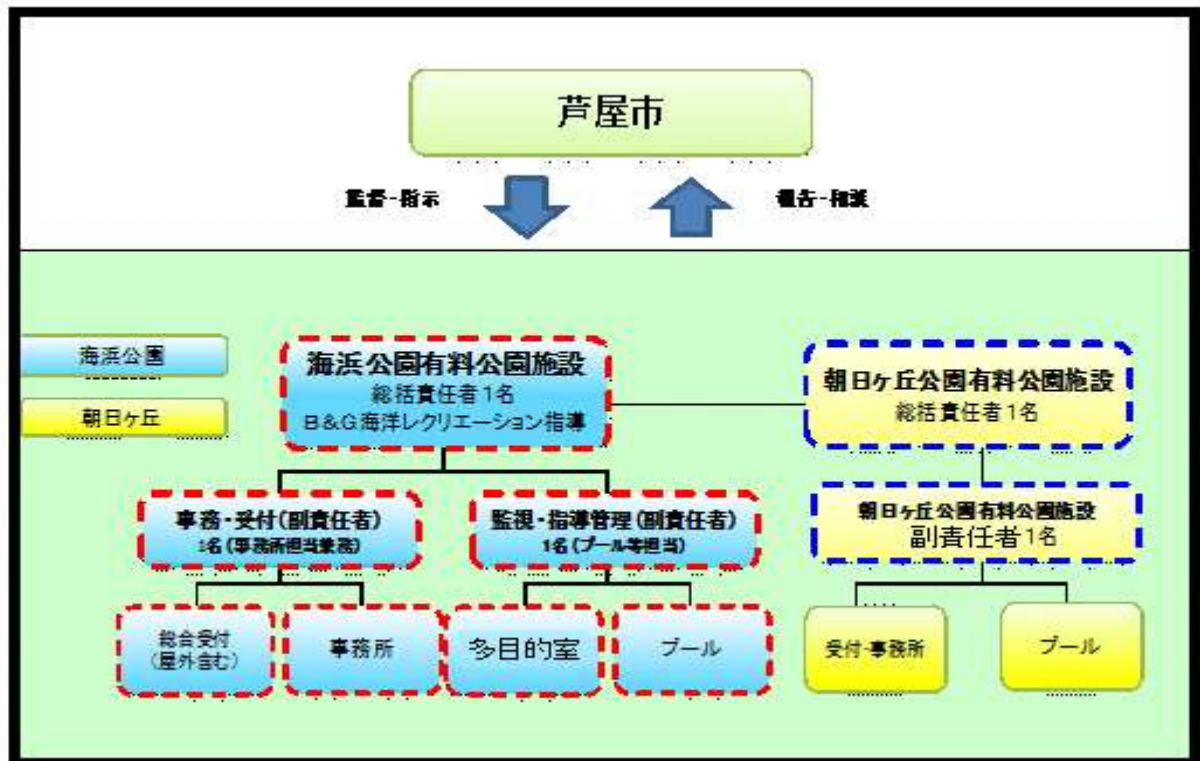 芦屋市
監督・指示
報告・相談
海浜公園
朝日ヶ丘
海浜公園有料公園施設
総括責任者1名
B&G海洋レクリエーション指導
朝日ヶ丘公園有料公園施設
総括責任者1名
事務・受付(副責任者)
1名(事務所担当兼務)
監視・指導管理(副責任者)
1名(プール等担当)
朝日ヶ丘公園有料公園施設
副責任者1名
総合受付
(屋外含む)
事務所
多目的室
プール
受付・事務所
プール